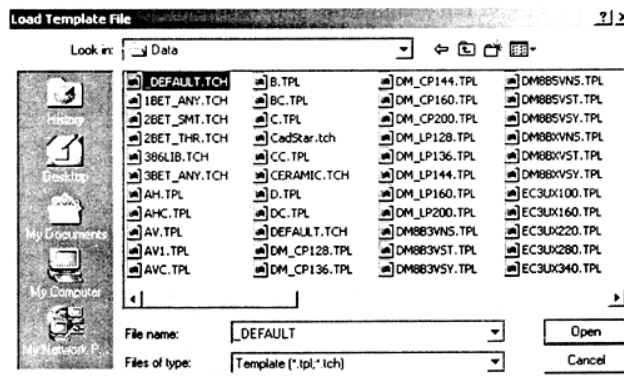 Load Template File
Look in: Data
History
Desktop
My Documents
My Computer
My Network P...
_DEFAULT.TCH
1BET_ANY.TCH
2BET_SMT.TCH
2BET_THR.TCH
386LIB.TCH
3BET_ANY.TCH
AH.TPL
AHC.TPL
AV.TPL
AV1.TPL
AVC.TPL
B.TPL
BC.TPL
C.TPL
CadStar.tch
CC.TPL
CERAMIC.TCH
D.TPL
DC.TPL
DEFAULT.TCH
DM_CP128.TPL
DM_CP136.TPL
DM_CP144.TPL
DM_CP160.TPL
DM_CP200.TPL
DM_LP128.TPL
DM_LP136.TPL
DM_LP144.TPL
DM_LP160.TPL
DM_LP200.TPL
DM8B3VNS.TPL
DM8B3VST.TPL
DM8B3VSY.TPL
DM8B5VNS.TPL
DM8B5VST.TPL
DM8B5VSY.TPL
DM8BXVNS.TPL
DM8BXVST.TPL
DM8BXVSY.TPL
EC3UX100.TPL
EC3UX160.TPL
EC3UX220.TPL
EC3UX280.TPL
EC3UX340.TPL
File name: _DEFAULT
Open
Files of type: Template (*.tpl;*.tch)
Cancel